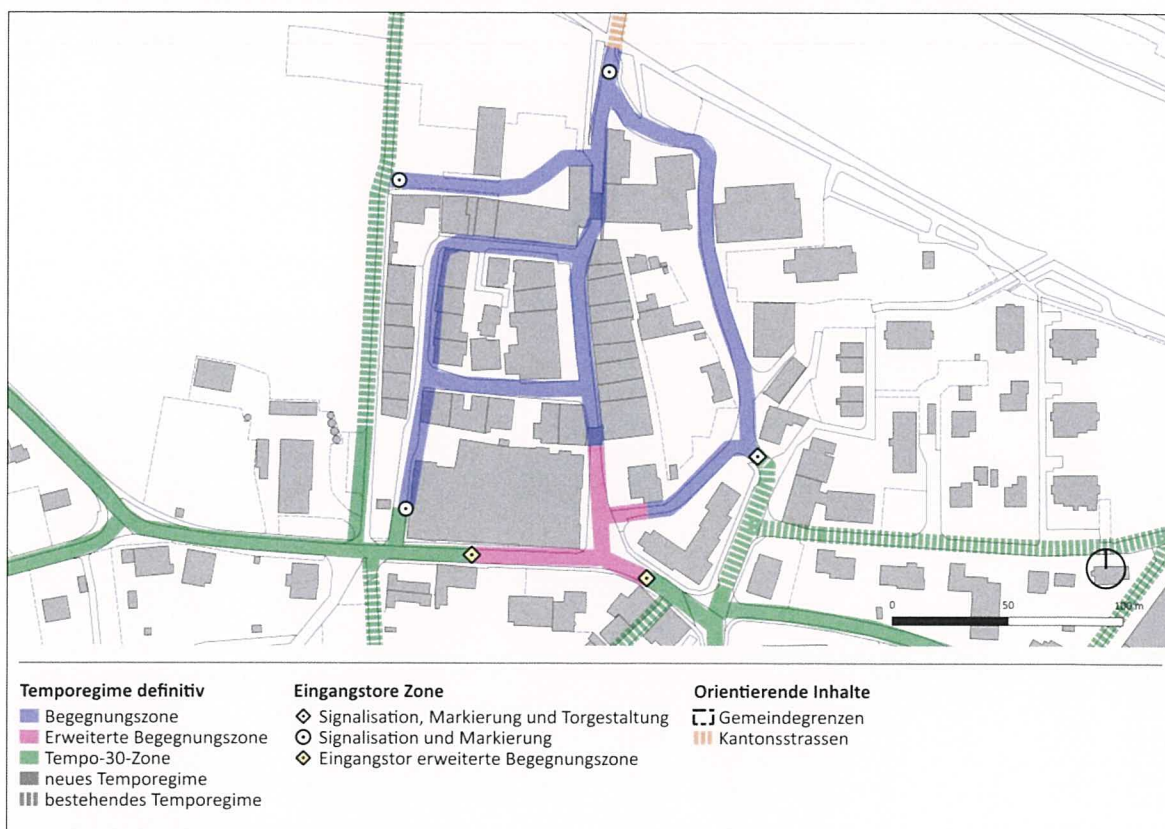 0 50 100 m
Temporegime definitiv
Begegnungszone
Erweiterte Begegnungszone
Tempo-30-Zone
neues Temporegime
bestehendes Temporegime
Eingangstore Zone
Signalisation, Markierung und Torgestaltung
Signalisation und Markierung
Eingangstor erweiterte Begegnungszone
Orientierende Inhalte
Gemeindegrenzen
Kantonsstrassen